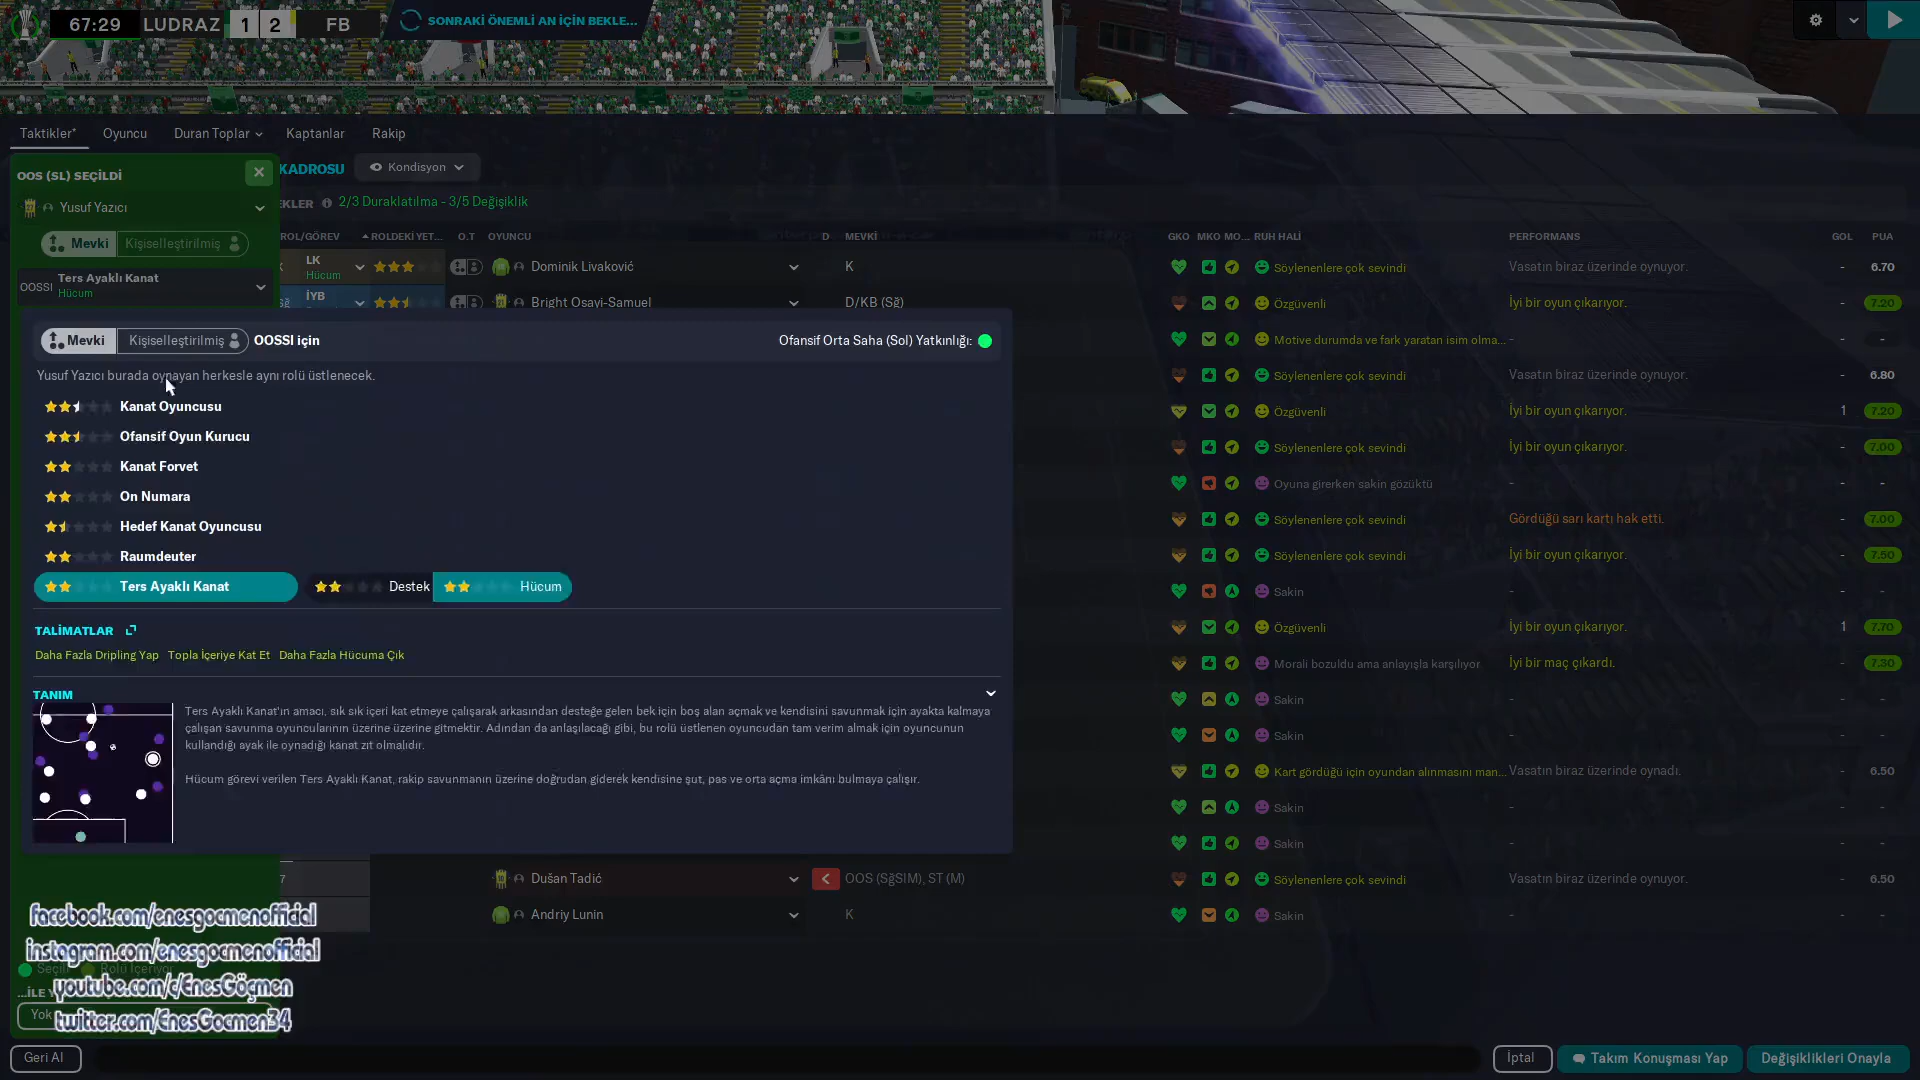 67:29 LUDRAZ 1 2 FB SONRAKİ ÖNEMLİ AN İÇİN BEKLE...
Taktikler* Oyuncu Duran Toplar Kaptanlar Rakip
OOS (SL) SEÇİLDİ
KADROSU Kondisyon
Yusuf Yazıcı
EKLER 2/3 Duraklatılma - 3/5 Değişiklik
Mevki Kişiselleştirilmiş
ROL/GÖREV ROLDEKİ YET... O.T OYUNCU D MEVKİ GKO MKO MO... RUH HALİ PERFORMANS GOL PUA
OOSSI Ters Ayaklı Kanat
Hücum
LK
Hücum
Dominik Livaković K Söylenenlere çok sevindi Vasatın biraz üzerinde oynuyor. - 6.70
İYB Bright Osayi-Samuel D/KB (Sğ) Özgüvenli İyi bir oyun çıkarıyor. - 7.20
Mevki Kişiselleştirilmiş OOSSI için Ofansif Orta Saha (Sol) Yatkınlığı:
Motive durumda ve fark yaratan isim olma... - - -
Yusuf Yazıcı burada oynayan herkesle aynı rolü üstlenecek.
Söylenenlere çok sevindi Vasatın biraz üzerinde oynuyor. - 6.80
Kanat Oyuncusu
Özgüvenli İyi bir oyun çıkarıyor. 1 7.20
Ofansif Oyun Kurucu
Söylenenlere çok sevindi İyi bir oyun çıkarıyor. - 7.00
Kanat Forvet
Oyuna girerken sakin gözüktü - - -
On Numara
Söylenenlere çok sevindi Gördüğü sarı kartı hak etti. - 7.00
Hedef Kanat Oyuncusu
Söylenenlere çok sevindi İyi bir oyun çıkarıyor. - 7.50
Raumdeuter
Ters Ayaklı Kanat Destek Hücum
Sakin - - -
TALİMATLAR
Özgüvenli İyi bir oyun çıkarıyor. 1 7.70
Daha Fazla Dripling Yap Topla İçeriye Kat Et Daha Fazla Hücuma Çık
Morali bozuldu ama anlayışla karşılıyor İyi bir maç çıkardı. - 7.30
TANIM
Sakin - - -
Ters Ayaklı Kanat'ın amacı, sık sık içeri kat etmeye çalışarak arkasından desteğe gelen bek için boş alan açmak ve kendisini savunmak için ayakta kalmaya
çalışan savunma oyuncularının üzerine üzerine gitmektir. Adından da anlaşılacağı gibi, bu rolü üstlenen oyuncudan tam verim almak için oyuncunun
kullandığı ayak ile oynadığı kanat zıt olmalıdır.
Sakin - - -
Hücum görevi verilen Ters Ayaklı Kanat, rakip savunmanın üzerine doğrudan giderek kendisine şut, pas ve orta açma imkânı bulmaya çalışır.
Kart gördüğü için oyundan alınmasını man... Vasatın biraz üzerinde oynadı. - 6.50
Sakin - - -
Sakin - - -
7 Dušan Tadić OOS (SğSlM), ST (M) Söylenenlere çok sevindi Vasatın biraz üzerinde oynuyor. - 6.50
Andriy Lunin K Sakin - - -
facebook.com/enesgocmenofficial
instagram.com/enesgocmenofficial
Seçili Rolü İçeriyor
youtube.com/c/EnesGöçmen
...İLE Y
Yok
twitter.com/EnesGocmen34
Geri Al İptal Takım Konuşması Yap Değişiklikleri Onayla